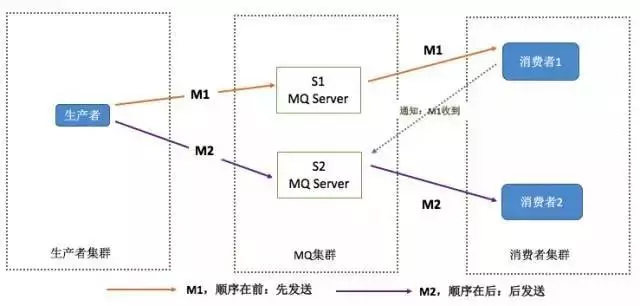 M1
S1
MQ Server
M1
消费者1
生产者
通知：M1收到
M2
S2
MQ Server
M2
消费者2
生产者集群
MQ集群
消费者集群
M1，顺序在前：先发送
M2，顺序在后：后发送